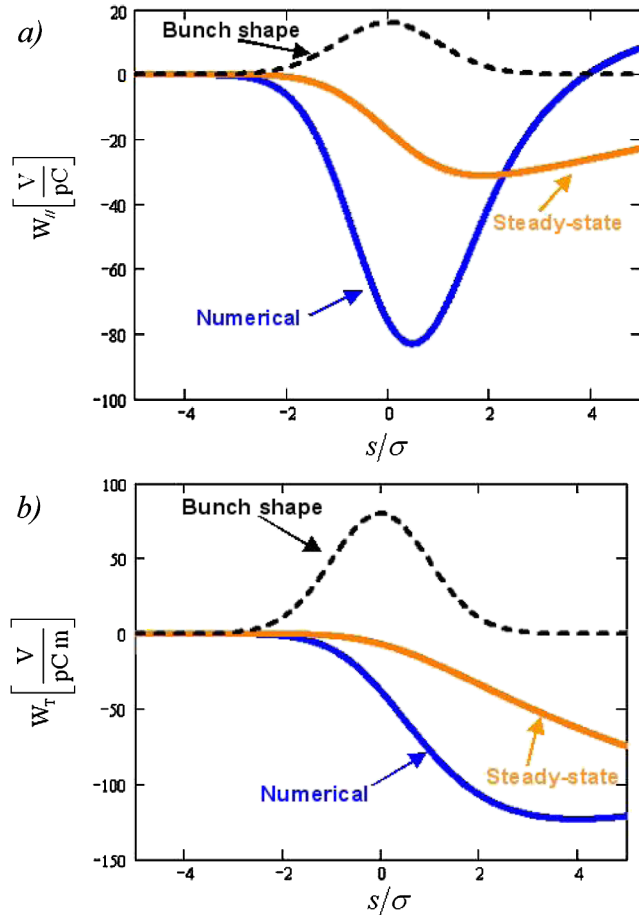 a)
20
Bunch shape
0
-20
-40
-60
-80
-100
W// [V/pC]
Steady-state
Numerical
-4
-2
0
2
4
s/σ
b)
100
Bunch shape
50
0
-50
-100
-150
W_T [V/pC m]
Steady-state
Numerical
-4
-2
0
2
4
s/σ